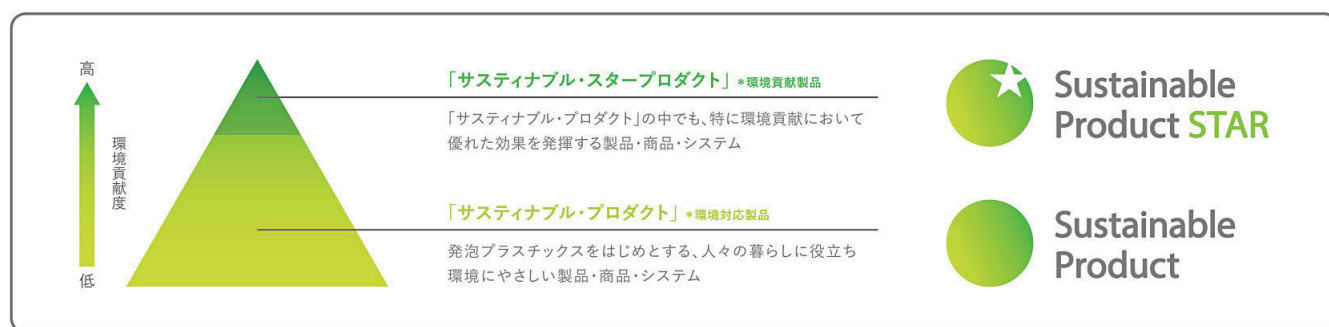 高
環境貢献度
低
「サスティナブル・スタープロダクト」 *環境貢献製品
「サスティナブル・プロダクト」の中でも、特に環境貢献において
優れた効果を発揮する製品・商品・システム
「サスティナブル・プロダクト」 *環境対応製品
発泡プラスチックスをはじめとする、人々の暮らしに役立ち
環境にやさしい製品・商品・システム
Sustainable
Product STAR
Sustainable
Product